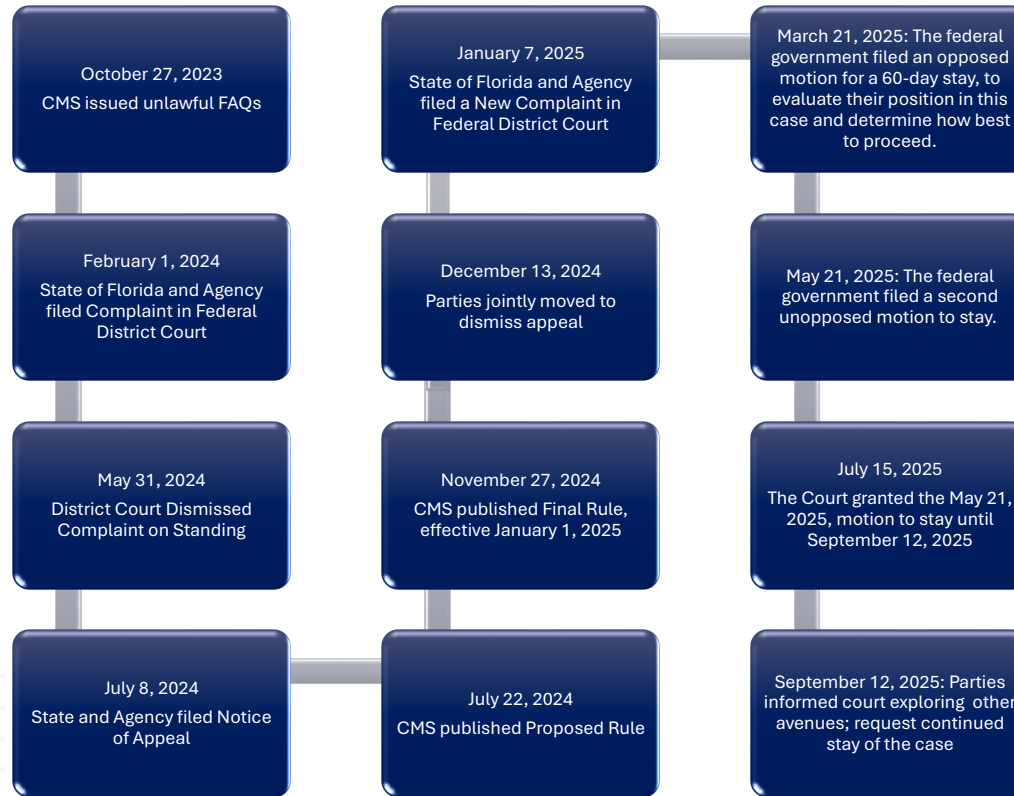 October 27, 2023
CMS issued unlawful FAQs
February 1, 2024
State of Florida and Agency
filed Complaint in Federal
District Court
May 31, 2024
District Court Dismissed
Complaint on Standing
July 8, 2024
State and Agency filed Notice
of Appeal
July 22, 2024
CMS published Proposed Rule
November 27, 2024
CMS published Final Rule,
effective January 1, 2025
December 13, 2024
Parties jointly moved to
dismiss appeal
January 7, 2025
State of Florida and Agency
filed a New Complaint in
Federal District Court
March 21, 2025: The federal
government filed an opposed
motion for a 60-day stay, to
evaluate their position in this
case and determine how best
to proceed.
May 21, 2025: The federal
government filed a second
unopposed motion to stay.
July 15, 2025
The Court granted the May 21,
2025, motion to stay until
September 12, 2025
September 12, 2025: Parties
informed court exploring other
avenues; request continued
stay of the case